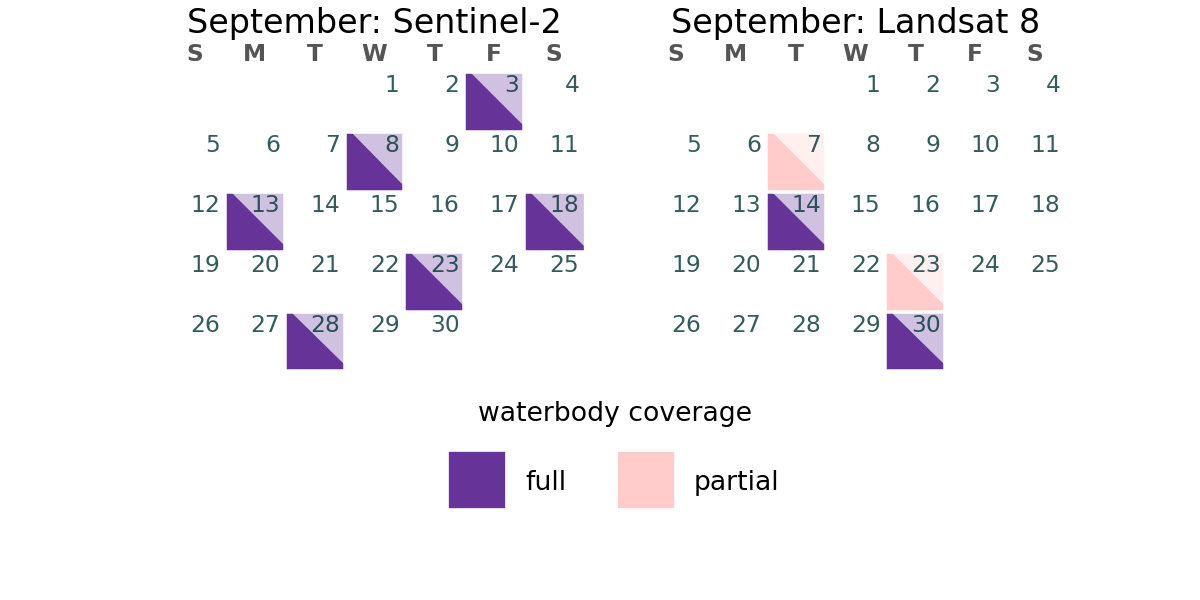 September: Sentinel-2
S M T W T F S
1 2 3 4
5 6 7 8 9 10 11
12 13 14 15 16 17 18
19 20 21 22 23 24 25
26 27 28 29 30
September: Landsat 8
S M T W T F S
1 2 3 4
5 6 7 8 9 10 11
12 13 14 15 16 17 18
19 20 21 22 23 24 25
26 27 28 29 30
waterbody coverage
full partial